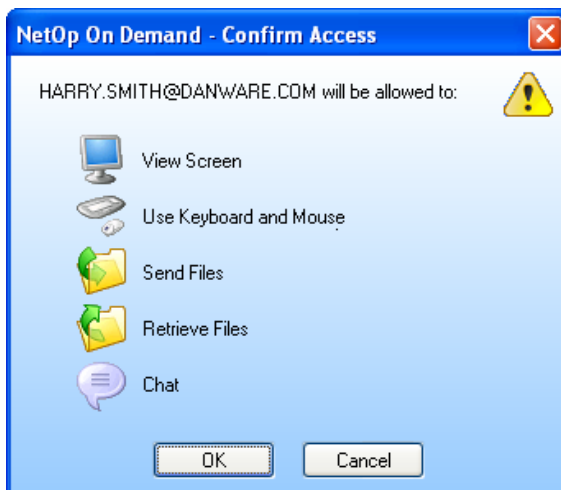 NetOp On Demand - Confirm Access
HARRY.SMITH@DANWARE.COM will be allowed to:
View Screen
Use Keyboard and Mouse
Send Files
Retrieve Files
Chat
OK
Cancel